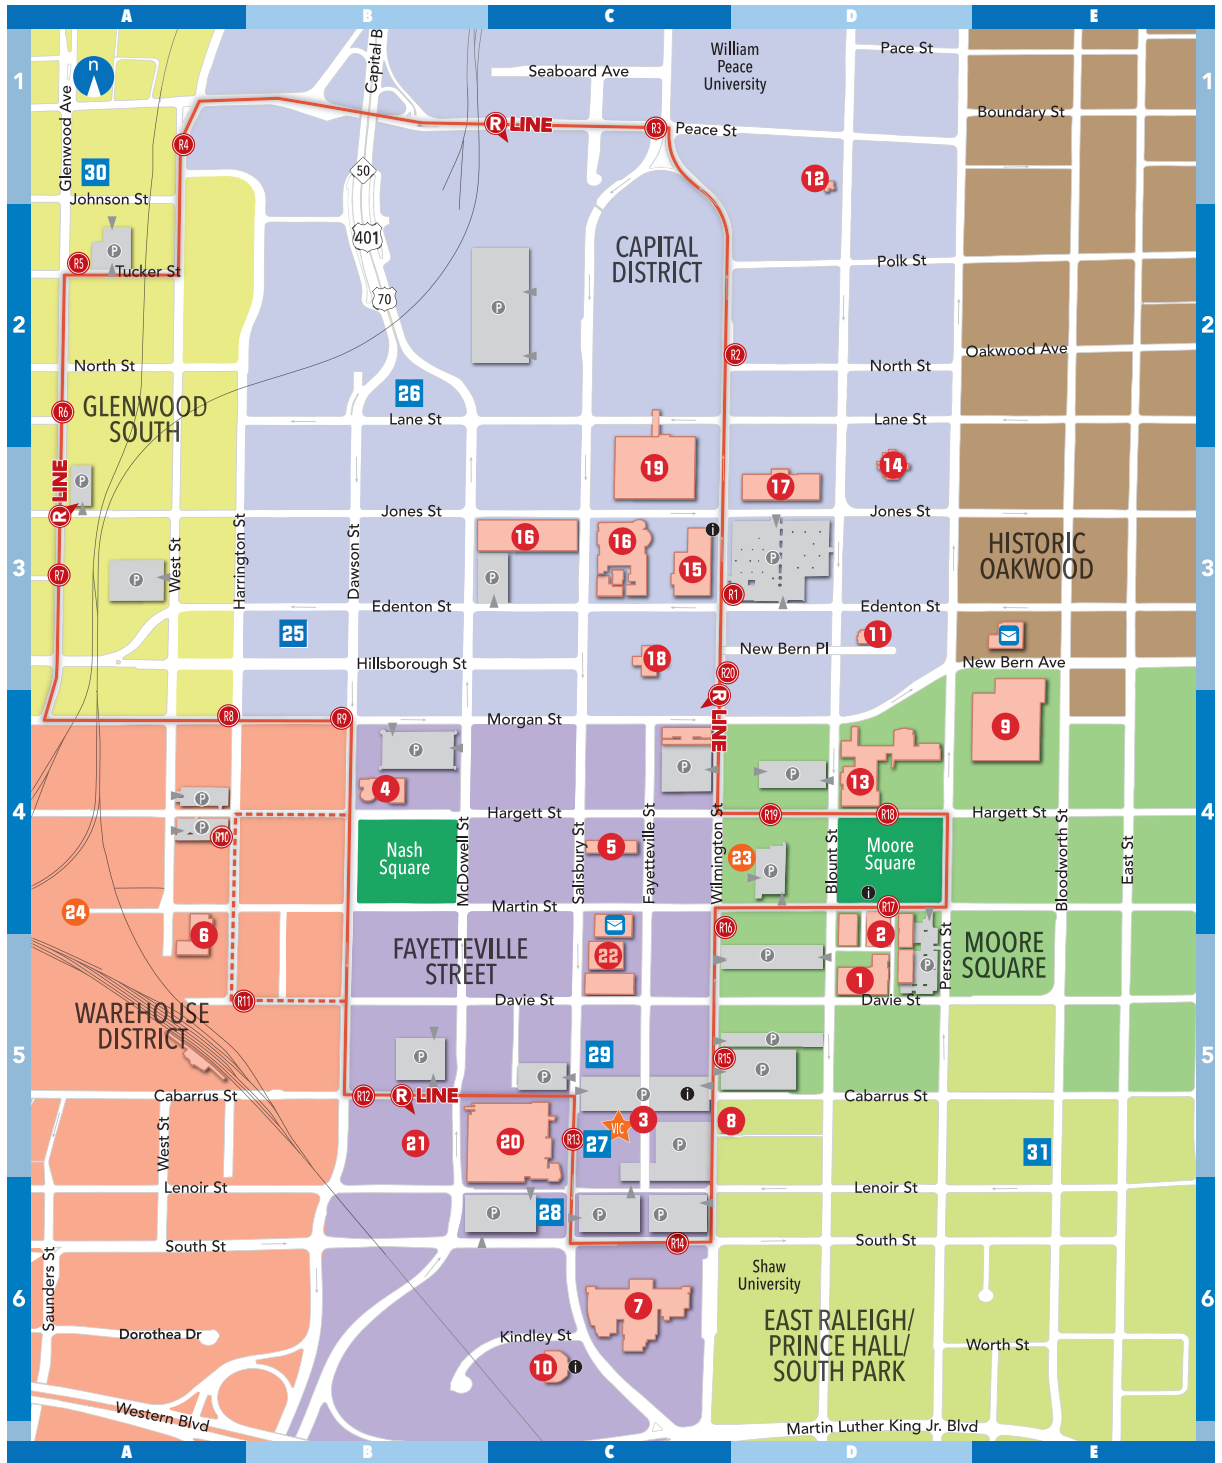 A B C D E
1 1
n
Glenwood Ave
Capital B
Seaboard Ave
William
Peace
University
Pace St
Boundary St
R LINE
R3
Peace St
R4
30
50
12
Johnson St
P
R5
Tucker St
401
CAPITAL
DISTRICT
Polk St
70
P
2 2
North St
R2
North St
Oakwood Ave
GLENWOOD
SOUTH
R6
26
Lane St
Lane St
19
14
17
P
R LINE
Jones St
Jones St
West St
Harrington St
Dawson St
16
16
15
i
P
HISTORIC
OAKWOOD
3 3
R7
P
P
R1
Edenton St
Edenton St
25
11
Hillsborough St
18
New Bern Pl
New Bern Ave
R20
R LINE
R8
R9
Morgan St
9
P
P
P
13
4
P
4 4
Hargett St
R19
R18
Hargett St
P
R10
Nash
Square
McDowell St
Salisbury St
5
Fayetteville St
Wilmington St
23
P
Blount St
Moore
Square
i
Bloodworth St
East St
24
Martin St
R17
6
R16
2
Person St
FAYETTEVILLE
STREET
22
P
P
MOORE
SQUARE
1
R11
Davie St
Davie St
WAREHOUSE
DISTRICT
P
29
P
R15
5 5
P
P
Cabarrus St
R12
R LINE
P
i
Cabarrus St
West St
21
20
R13
27
VIC
3
8
P
31
Lenoir St
Lenoir St
P
28
P
P
South St
R14
South St
Saunders St
Shaw
University
6 6
7
EAST RALEIGH/
PRINCE HALL/
SOUTH PARK
Dorothea Dr
Kindley St
Worth St
10
i
Western Blvd
Martin Luther King Jr. Blvd
A B C D E